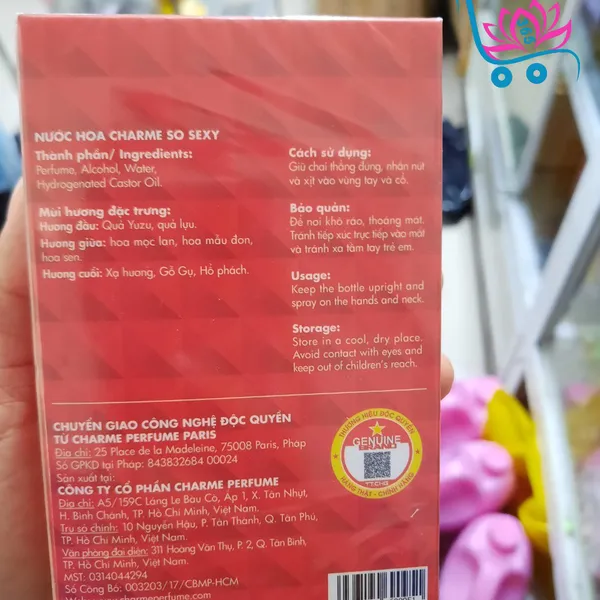 NƯỚC HOA CHARME SO SEXY
Thành phần/ Ingredients:
Perfume, Alcohol, Water,
Hydrogenated Castor Oil.
Mùi hương đặc trưng:
Hương đầu: Quả Yuzu, quả lựu.
Hương giữa: hoa mọc lan, hoa mẫu đơn,
hoa sen.
Hương cuối: Xạ hương, Gỗ Gụ, Hổ phách.
Cách sử dụng:
Giữ chai thẳng đứng, nhấn nút
và xịt vào vùng tay và cổ.
Bảo quản:
Để nơi khô ráo, thoáng mát.
Tránh tiếp xúc trực tiếp vào mắt
và tránh xa tầm tay trẻ em.
Usage:
Keep the bottle upright and
spray on the hands and neck.
Storage:
Store in a cool, dry place.
Avoid contact with eyes and
keep out of children's reach.
CHUYỂN GIAO CÔNG NGHỆ ĐỘC QUYỀN
TỪ CHARME PERFUME PARIS
Địa chỉ: 25 Place de la Madeleine, 75008 Paris, Pháp
Số GPKD tại Pháp: 843832684 00024
Sản xuất tại:
CÔNG TY CỔ PHẦN CHARME PERFUME
Địa chỉ: A5/159C Láng Le Bàu Cò, Ấp 1, X. Tân Nhựt,
H. Bình Chánh, TP. Hồ Chí Minh, Việt Nam.
Trụ sở chính: 10 Nguyễn Hậu, P. Tân Thành, Q. Tân Phú,
TP. Hồ Chí Minh, Việt Nam.
Văn phòng đại diện: 311 Hoàng Văn Thụ, P. 2, Q. Tân Bình,
TP. Hồ Chí Minh, Việt Nam.
MST: 0314044294
Số Công Bố: 003203/17/CBMP-HCM
THƯƠNG HIỆU ĐỘC QUYỀN
GENUINE
BRAND
HÀNG THẬT - CHÍNH HÃNG